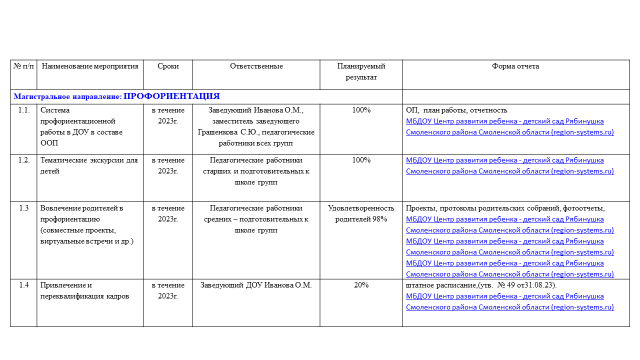 № п/п Наименование мероприятия Сроки Ответственные Планируемый результат Форма отчета
Магистральное направление: ПРОФОРИЕНТАЦИЯ
1.1. Система
профориентационной
работы в ДОУ в составе
ООП
в течение
2023г.
Заведующий Иванова О.М.,
заместитель заведующего
Грашенкова С.Ю., педагогические
работники всех групп
100%
ОП, план работы, отчетность
МБДОУ Центр развития ребенка - детский сад Рябинушка
Смоленского района Смоленской области (region-systems.ru)
1.2. Тематические экскурсии для
детей
в течение
2023г.
Педагогические работники
старших и подготовительных к
школе групп
100%
МБДОУ Центр развития ребенка - детский сад Рябинушка
Смоленского района Смоленской области (region-systems.ru)
1.3 Вовлечение родителей в
профориентацию
(совместные проекты,
виртуальные встречи и др.)
в течение
2023г.
Педагогические работники
средних – подготовительных к
школе групп
Удовлетворенность
родителей 98%
Проекты, протоколы родительских собраний, фотоотчеты,
МБДОУ Центр развития ребенка - детский сад Рябинушка
Смоленского района Смоленской области (region-systems.ru)
МБДОУ Центр развития ребенка - детский сад Рябинушка
Смоленского района Смоленской области (region-systems.ru)
МБДОУ Центр развития ребенка - детский сад Рябинушка
Смоленского района Смоленской области (region-systems.ru)
1.4 Привлечение и
переквалификация кадров
в течение
2023г.
Заведующий ДОУ Иванова О.М.
20%
штатное расписание,(утв. № 49 от31.08.23).
МБДОУ Центр развития ребенка - детский сад Рябинушка
Смоленского района Смоленской области (region-systems.ru)